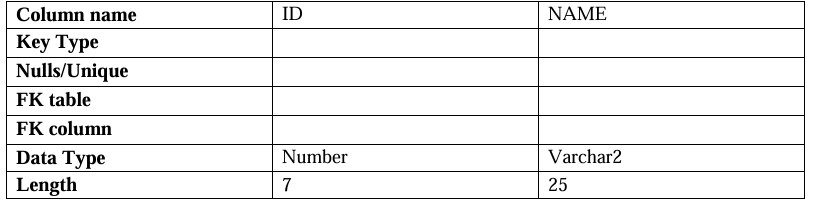 Column name ID NAME
Key Type
Nulls/Unique
FK table
FK column
Data Type Number Varchar2
Length 7 25